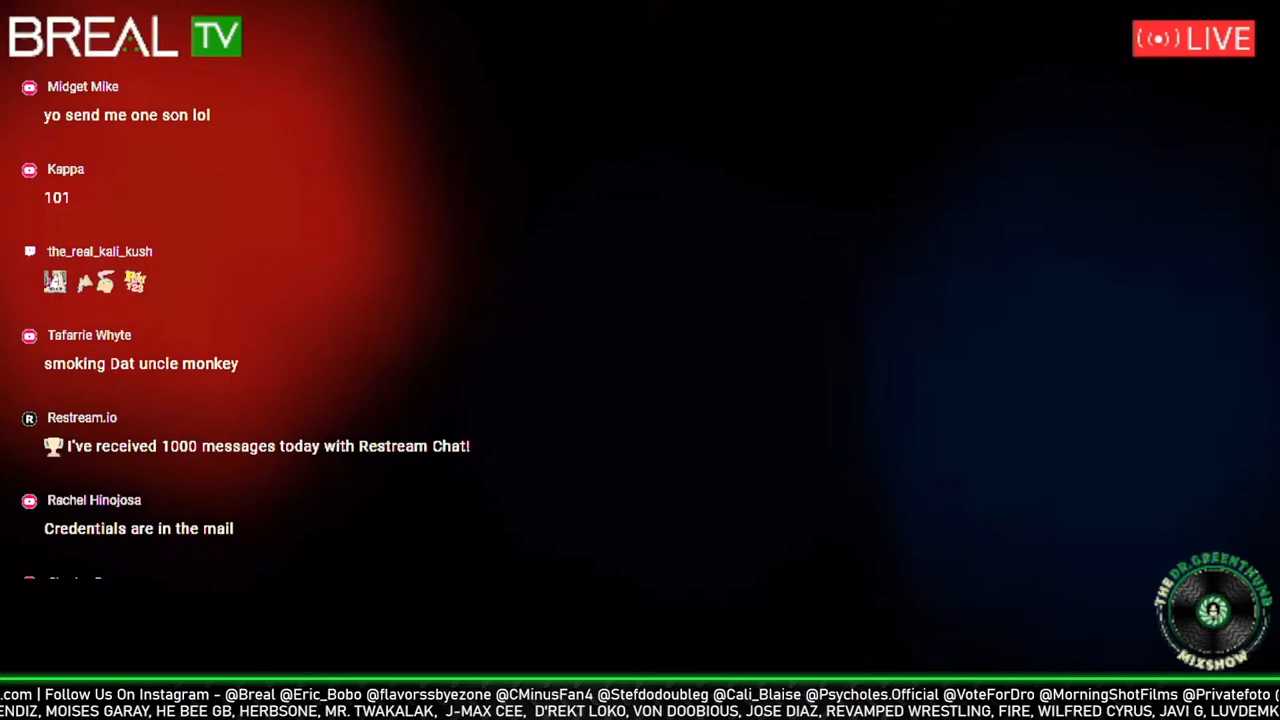 BREAL TV
((•)) LIVE
Midget Mike
yo send me one son lol
Kappa
101
the_real_kali_kush
Tafarrie Whyte
smoking Dat uncle monkey
Restream.io
I've received 1000 messages today with Restream Chat!
Rachel Hinojosa
Credentials are in the mail
THE DR.GREENTHUMB
MIXSHOW
.com | Follow Us On Instagram - @Breal @Eric_Bobo @flavorssbyezone @CMinusFan4 @Stefdodoubleg @Cali_Blaise @Psycholes.Official @VoteForDro @MorningShotFilms @Privatefoto (
ENDIZ, MOISES GARAY, HE BEE GB, HERBSONE, MR. TWAKALAK, J-MAX CEE, D'REKT LOKO, VON DOOBIOUS, JOSE DIAZ, REVAMPED WRESTLING, FIRE, WILFRED CYRUS, JAVI G, LUVDEMK